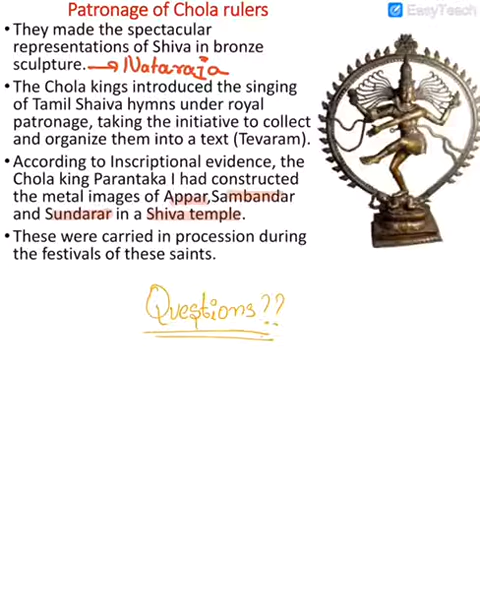 Patronage of Chola rulers
EasyTeach
• They made the spectacular
representations of Shiva in bronze
sculpture. → Nataraja
• The Chola kings introduced the singing
of Tamil Shaiva hymns under royal
patronage, taking the initiative to collect
and organize them into a text (Tevaram).
• According to Inscriptional evidence, the
Chola king Parantaka I had constructed
the metal images of Appar,Sambandar
and Sundarar in a Shiva temple.
• These were carried in procession during
the festivals of these saints.
Questions??